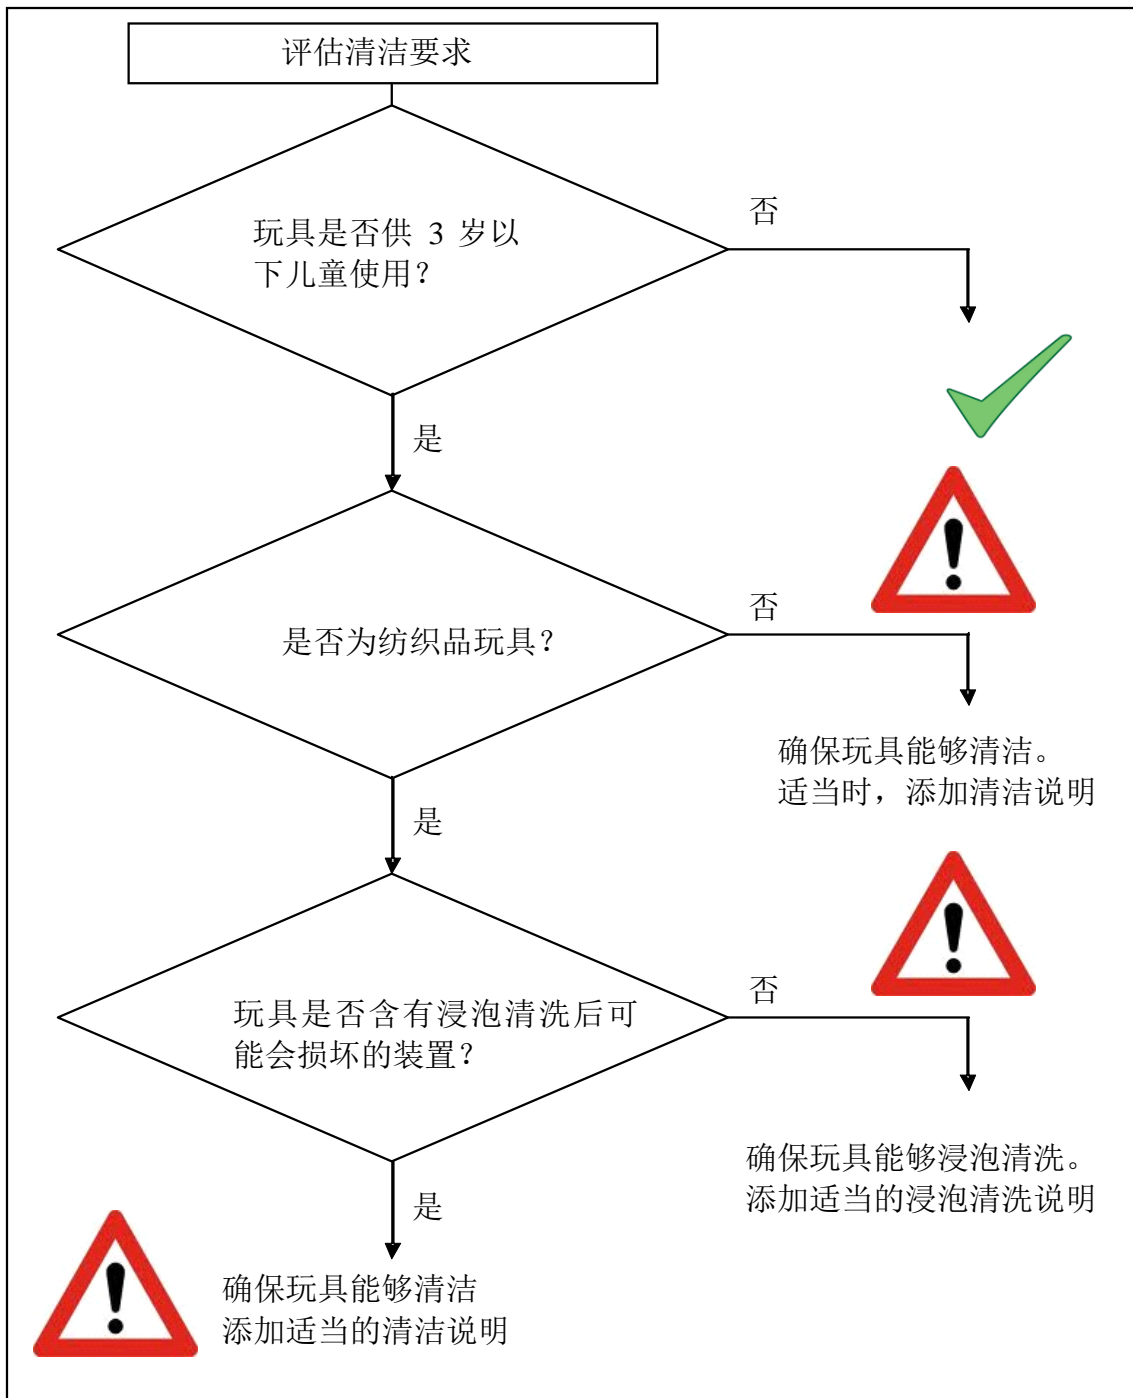 评估清洁要求
玩具是否供 3 岁以
下儿童使用？
否
是
是否为纺织品玩具？
否
确保玩具能够清洁。
适当时，添加清洁说明
是
玩具是否含有浸泡清洗后可
能会损坏的装置？
否
确保玩具能够浸泡清洗。
添加适当的浸泡清洗说明
是
确保玩具能够清洁
添加适当的清洁说明